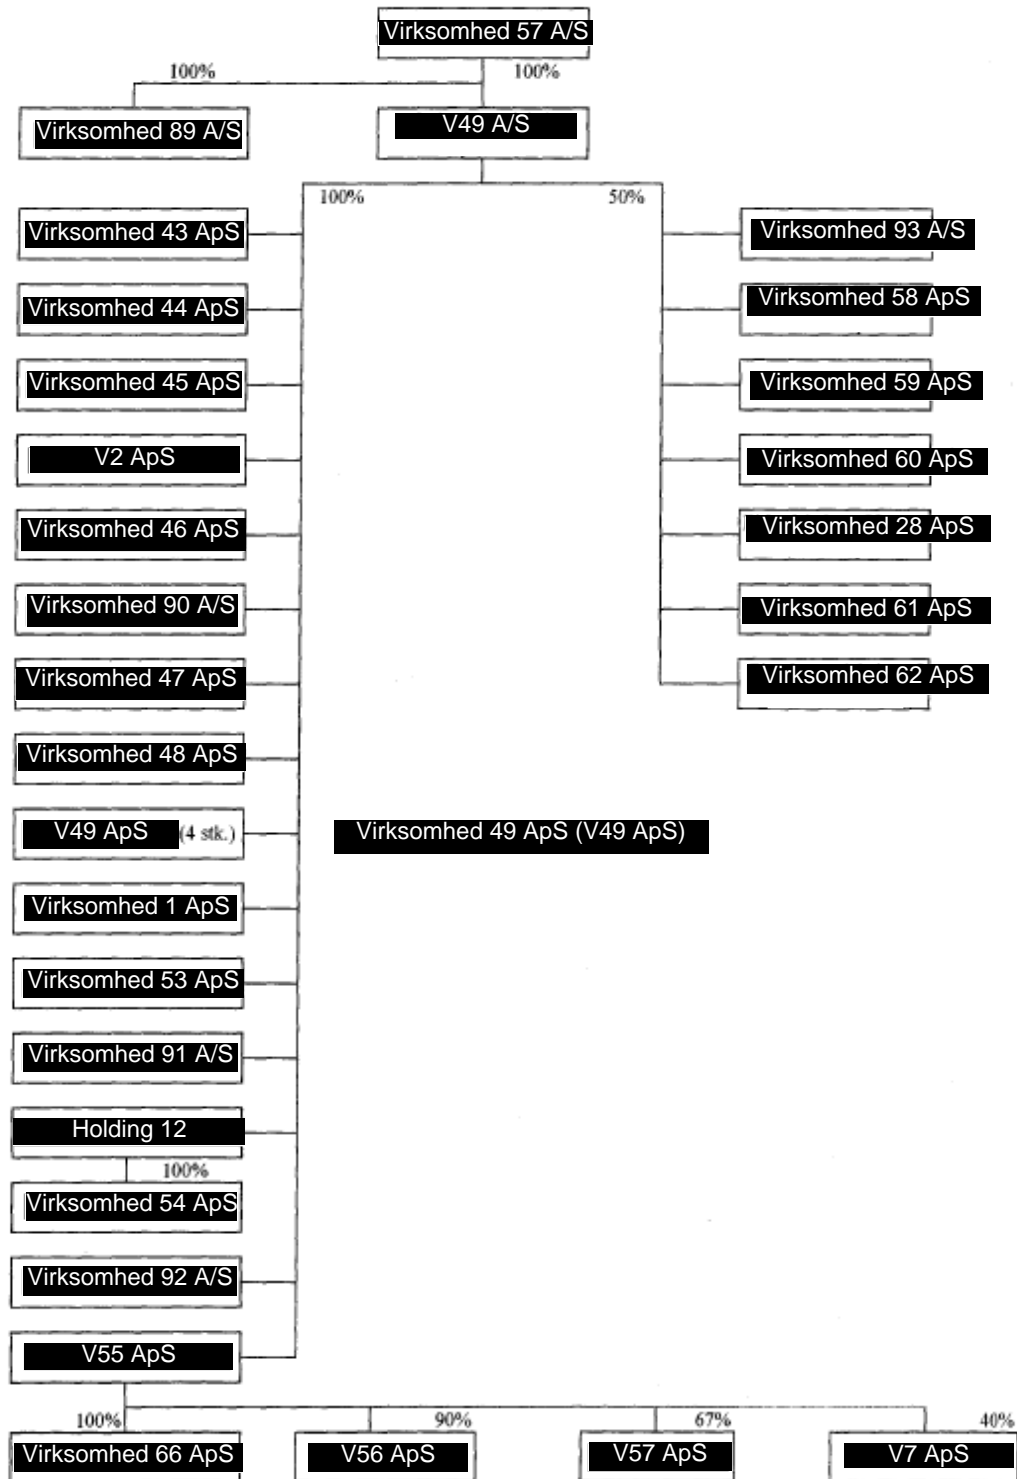 Virksomhed 57 A/S
100%
100%
Virksomhed 89 A/S
V49 A/S
100%
50%
Virksomhed 43 ApS
Virksomhed 93 A/S
Virksomhed 44 ApS
Virksomhed 58 ApS
Virksomhed 45 ApS
Virksomhed 59 ApS
V2 ApS
Virksomhed 60 ApS
Virksomhed 46 ApS
Virksomhed 28 ApS
Virksomhed 90 A/S
Virksomhed 61 ApS
Virksomhed 47 ApS
Virksomhed 62 ApS
Virksomhed 48 ApS
V49 ApS (4 stk.)
Virksomhed 49 ApS (V49 ApS)
Virksomhed 1 ApS
Virksomhed 53 ApS
Virksomhed 91 A/S
Holding 12
100%
Virksomhed 54 ApS
Virksomhed 92 A/S
V55 ApS
100%
90%
67%
40%
Virksomhed 66 ApS
V56 ApS
V57 ApS
V7 ApS